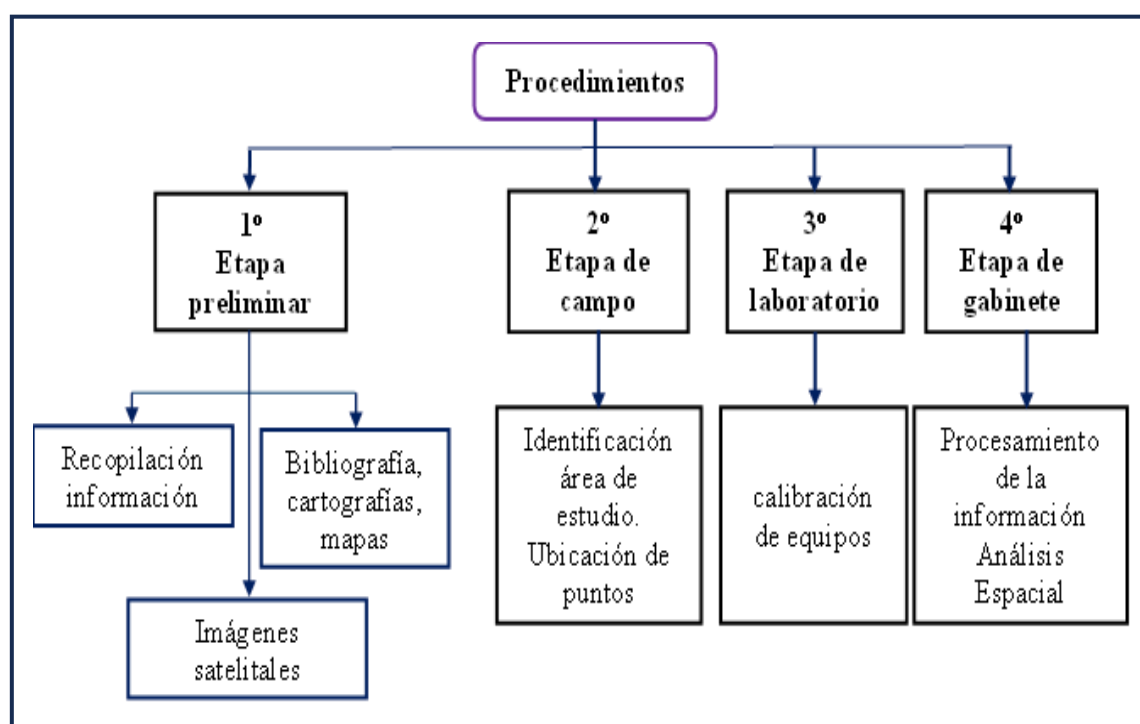 Procedimientos
1º
Etapa
preliminar
2º
Etapa de
campo
3º
Etapa de
laboratorio
4º
Etapa de
gabinete
Recopilación
información
Bibliografía,
cartografías,
mapas
Imágenes
satelitales
Identificación
área de
estudio.
Ubicación de
puntos
calibración
de equipos
Procesamiento
de la
información
Análisis
Espacial